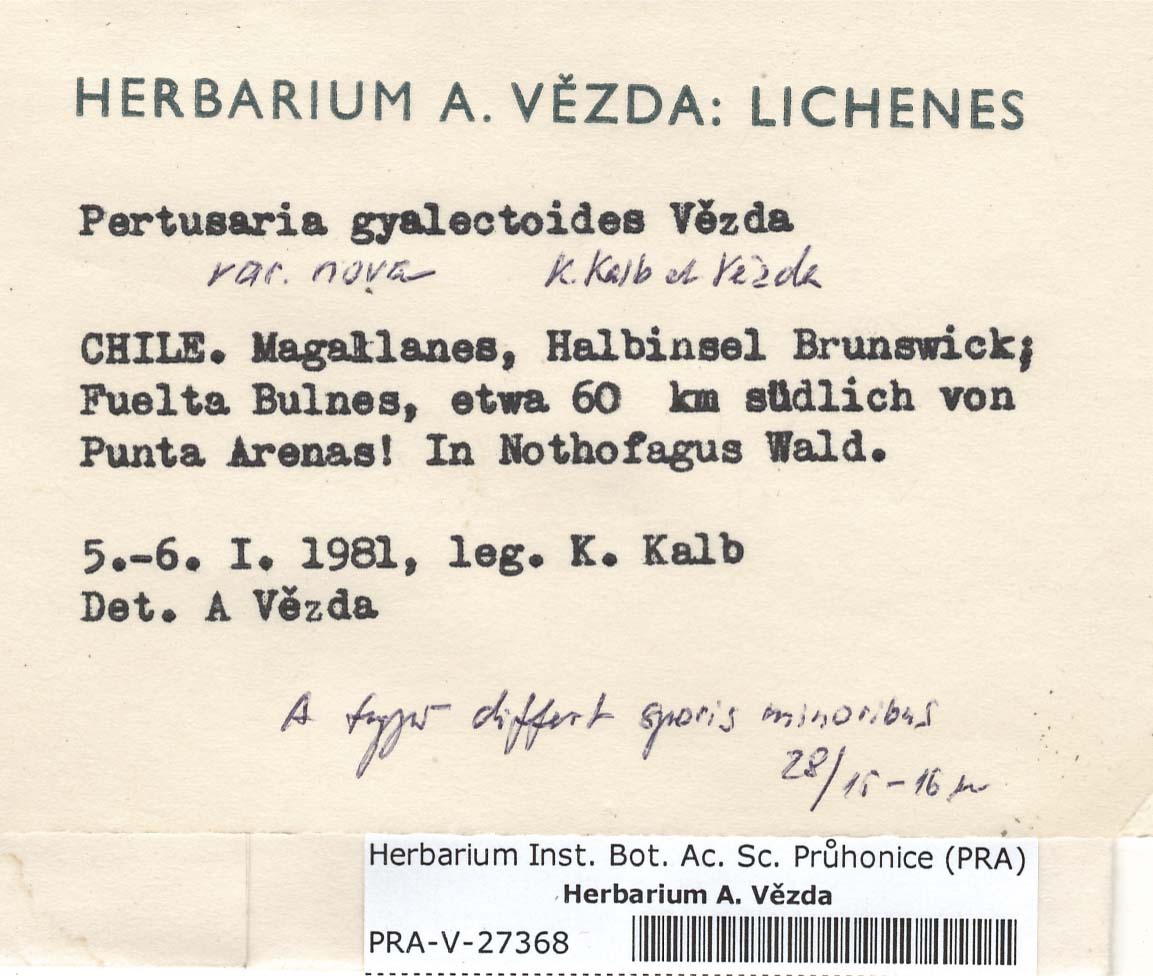 HERBARIUM A. VĚZDA: LICHENES
Pertusaria gyalectoides Vězda
var. nova K. Kalb et Vězda
CHILE. Magallanes, Halbinsel Brunswick;
Fuelta Bulnes, etwa 60 km südlich von
Punta Arenas! In Nothofagus Wald.
5.-6. I. 1981, leg. K. Kalb
Det. A Vězda
A typo differt sporis minoribus
28/15-16 µ
Herbarium Inst. Bot. Ac. Sc. Průhonice (PRA)
Herbarium A. Vězda
PRA-V-27368